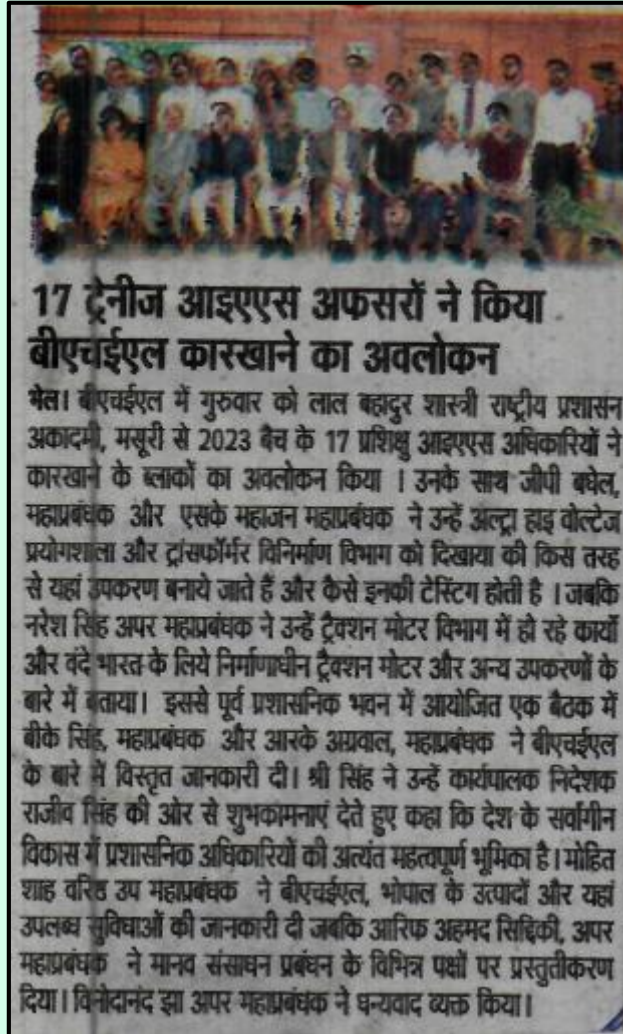 17 ट्रेनीज आइएएस अफसरों ने किया
बीएचईएल कारखाने का अवलोकन
भेल। बीएचईएल में गुरुवार को लाल बहादुर शास्त्री राष्ट्रीय प्रशासन
अकादमी, मसूरी से 2023 बैच के 17 प्रशिक्षु आइएएस अधिकारियों ने
कारखाने के ब्लाकों का अवलोकन किया । उनके साथ जीपी बघेल,
महाप्रबंधक और एसके महाजन महाप्रबंधक ने उन्हें अल्ट्रा हाइ वोल्टेज
प्रयोगशाला और ट्रांसफॉर्मर विनिर्माण विभाग को दिखाया की किस तरह
से यहां उपकरण बनाये जाते हैं और कैसे इनकी टेस्टिंग होती है । जबकि
नरेश सिंह अपर महाप्रबंधक ने उन्हें ट्रैक्शन मोटर विभाग में हो रहे कार्यों
और वंदे भारत के लिये निर्माणाधीन ट्रैक्शन मोटर और अन्य उपकरणों के
बारे में बताया। इससे पूर्व प्रशासनिक भवन में आयोजित एक बैठक में
बीके सिंह, महाप्रबंधक और आरके अग्रवाल, महाप्रबंधक ने बीएचईएल
के बारे में विस्तृत जानकारी दी। श्री सिंह ने उन्हें कार्यपालक निदेशक
राजीव सिंह की ओर से शुभकामनाएं देते हुए कहा कि देश के सर्वांगीन
विकास में प्रशासनिक अधिकारियों की अत्यंत महत्वपूर्ण भूमिका है। मोहित
शाह वरिष्ठ उप महाप्रबंधक ने बीएचईएल, भोपाल के उत्पादों और यहां
उपलब्ध सुविधाओं की जानकारी दी जबकि आरिफ अहमद सिद्दिकी, अपर
महाप्रबंधक ने मानव संसाधन प्रबंधन के विभिन्न पक्षों पर प्रस्तुतीकरण
दिया। विनोदानंद झा अपर महाप्रबंधक ने धन्यवाद व्यक्त किया।